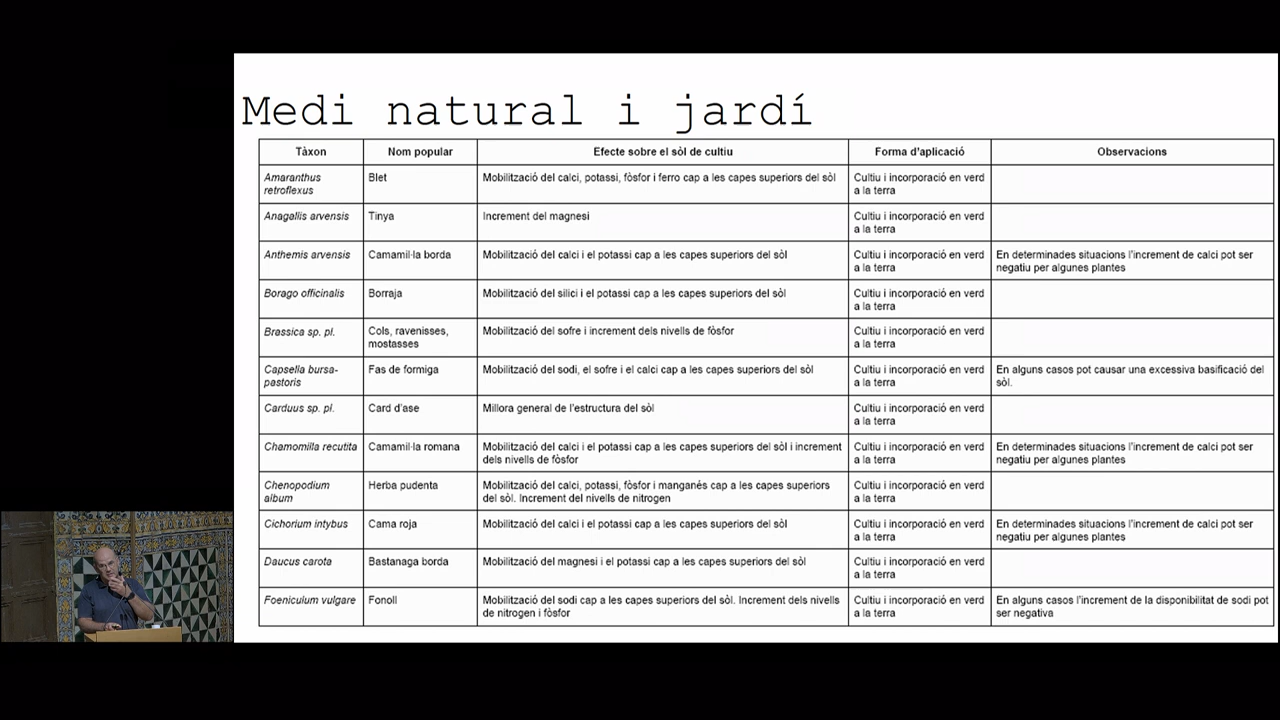 Medi natural i jardí
Tàxon Nom popular Efecte sobre el sòl de cultiu Forma d'aplicació Observacions
Amaranthus retroflexus Blet Mobilització del calci, potassi, fòsfor i ferro cap a les capes superiors del sòl Cultiu i incorporació en verd a la terra
Anagallis arvensis Tinya Increment del magnesi Cultiu i incorporació en verd a la terra
Anthemis arvensis Camamil·la borda Mobilització del calci i el potassi cap a les capes superiors del sòl Cultiu i incorporació en verd a la terra En determinades situacions l'increment de calci pot ser negatiu per algunes plantes
Borago officinalis Borraja Mobilització del silici i el potassi cap a les capes superiors del sòl Cultiu i incorporació en verd a la terra
Brassica sp. pl. Cols, ravenisses, mostasses Mobilització del sofre i increment dels nivells de fòsfor Cultiu i incorporació en verd a la terra
Capsella bursa-pastoris Fas de formiga Mobilització del sodi, el sofre i el calci cap a les capes superiors del sòl Cultiu i incorporació en verd a la terra En alguns casos pot causar una excessiva basificació del sòl.
Carduus sp. pl. Card d'ase Millora general de l'estructura del sòl Cultiu i incorporació en verd a la terra
Chamomilla recutita Camamil·la romana Mobilització del calci i el potassi cap a les capes superiors del sòl i increment dels nivells de fòsfor Cultiu i incorporació en verd a la terra En determinades situacions l'increment de calci pot ser negatiu per algunes plantes
Chenopodium album Herba pudenta Mobilització del calci, potassi, fòsfor i manganés cap a les capes superiors del sòl. Increment del nivells de nitrogen Cultiu i incorporació en verd a la terra
Cichorium intybus Cama roja Mobilització del calci i el potassi cap a les capes superiors del sòl Cultiu i incorporació en verd a la terra En determinades situacions l'increment de calci pot ser negatiu per algunes plantes
Daucus carota Bastanaga borda Mobilització del magnesi i el potassi cap a les capes superiors del sòl Cultiu i incorporació en verd a la terra
Foeniculum vulgare Fonoll Mobilització del sodi cap a les capes superiors del sòl. Increment dels nivells de nitrogen i fòsfor Cultiu i incorporació en verd a la terra En alguns casos l'increment de la disponibilitat de sodi pot ser negativa